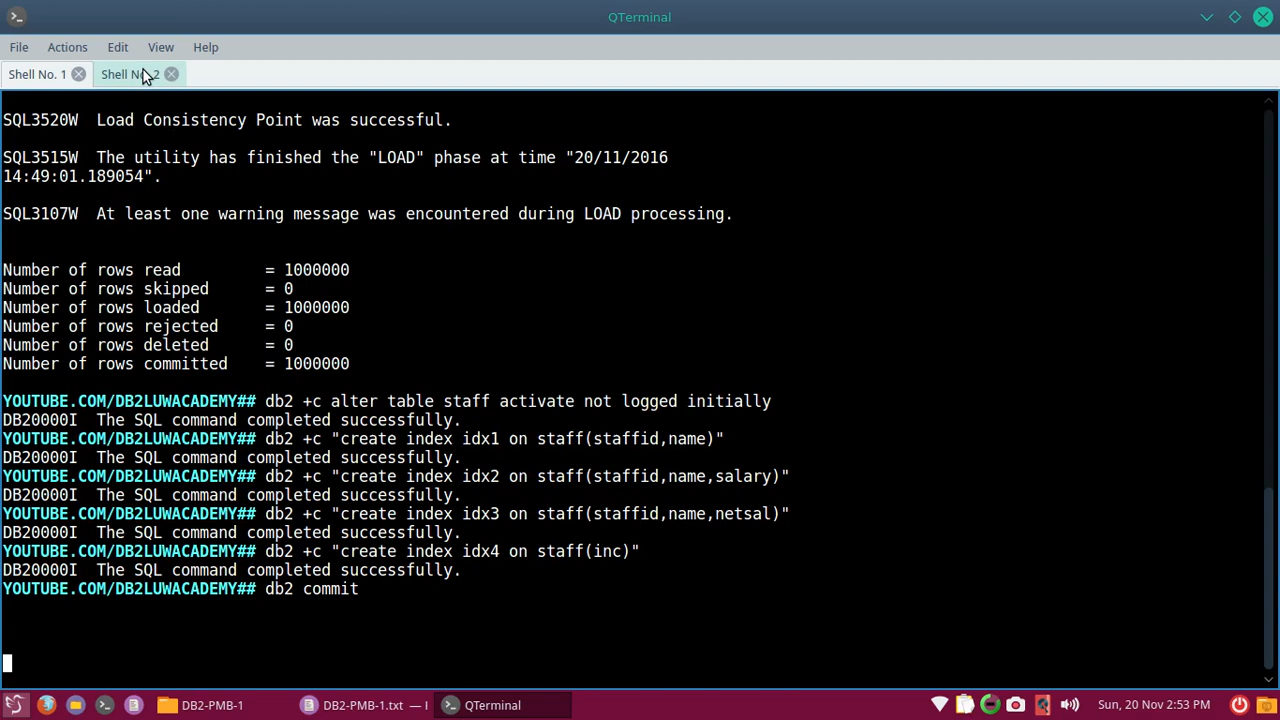 QTerminal
File Actions Edit View Help
Shell No. 1 Shell No. 2
SQL3520W  Load Consistency Point was successful.
SQL3515W  The utility has finished the "LOAD" phase at time "20/11/2016
14:49:01.189054".
SQL3107W  At least one warning message was encountered during LOAD processing.
Number of rows read         = 1000000
Number of rows skipped      = 0
Number of rows loaded       = 1000000
Number of rows rejected     = 0
Number of rows deleted      = 0
Number of rows committed    = 1000000
YOUTUBE.COM/DB2LUWACADEMY## db2 +c alter table staff activate not logged initially
DB20000I  The SQL command completed successfully.
YOUTUBE.COM/DB2LUWACADEMY## db2 +c "create index idx1 on staff(staffid,name)"
DB20000I  The SQL command completed successfully.
YOUTUBE.COM/DB2LUWACADEMY## db2 +c "create index idx2 on staff(staffid,name,salary)"
DB20000I  The SQL command completed successfully.
YOUTUBE.COM/DB2LUWACADEMY## db2 +c "create index idx3 on staff(staffid,name,netsal)"
DB20000I  The SQL command completed successfully.
YOUTUBE.COM/DB2LUWACADEMY## db2 +c "create index idx4 on staff(inc)"
DB20000I  The SQL command completed successfully.
YOUTUBE.COM/DB2LUWACADEMY## db2 commit
DB2-PMB-1 DB2-PMB-1.txt — QTerminal Sun, 20 Nov 2:53 PM